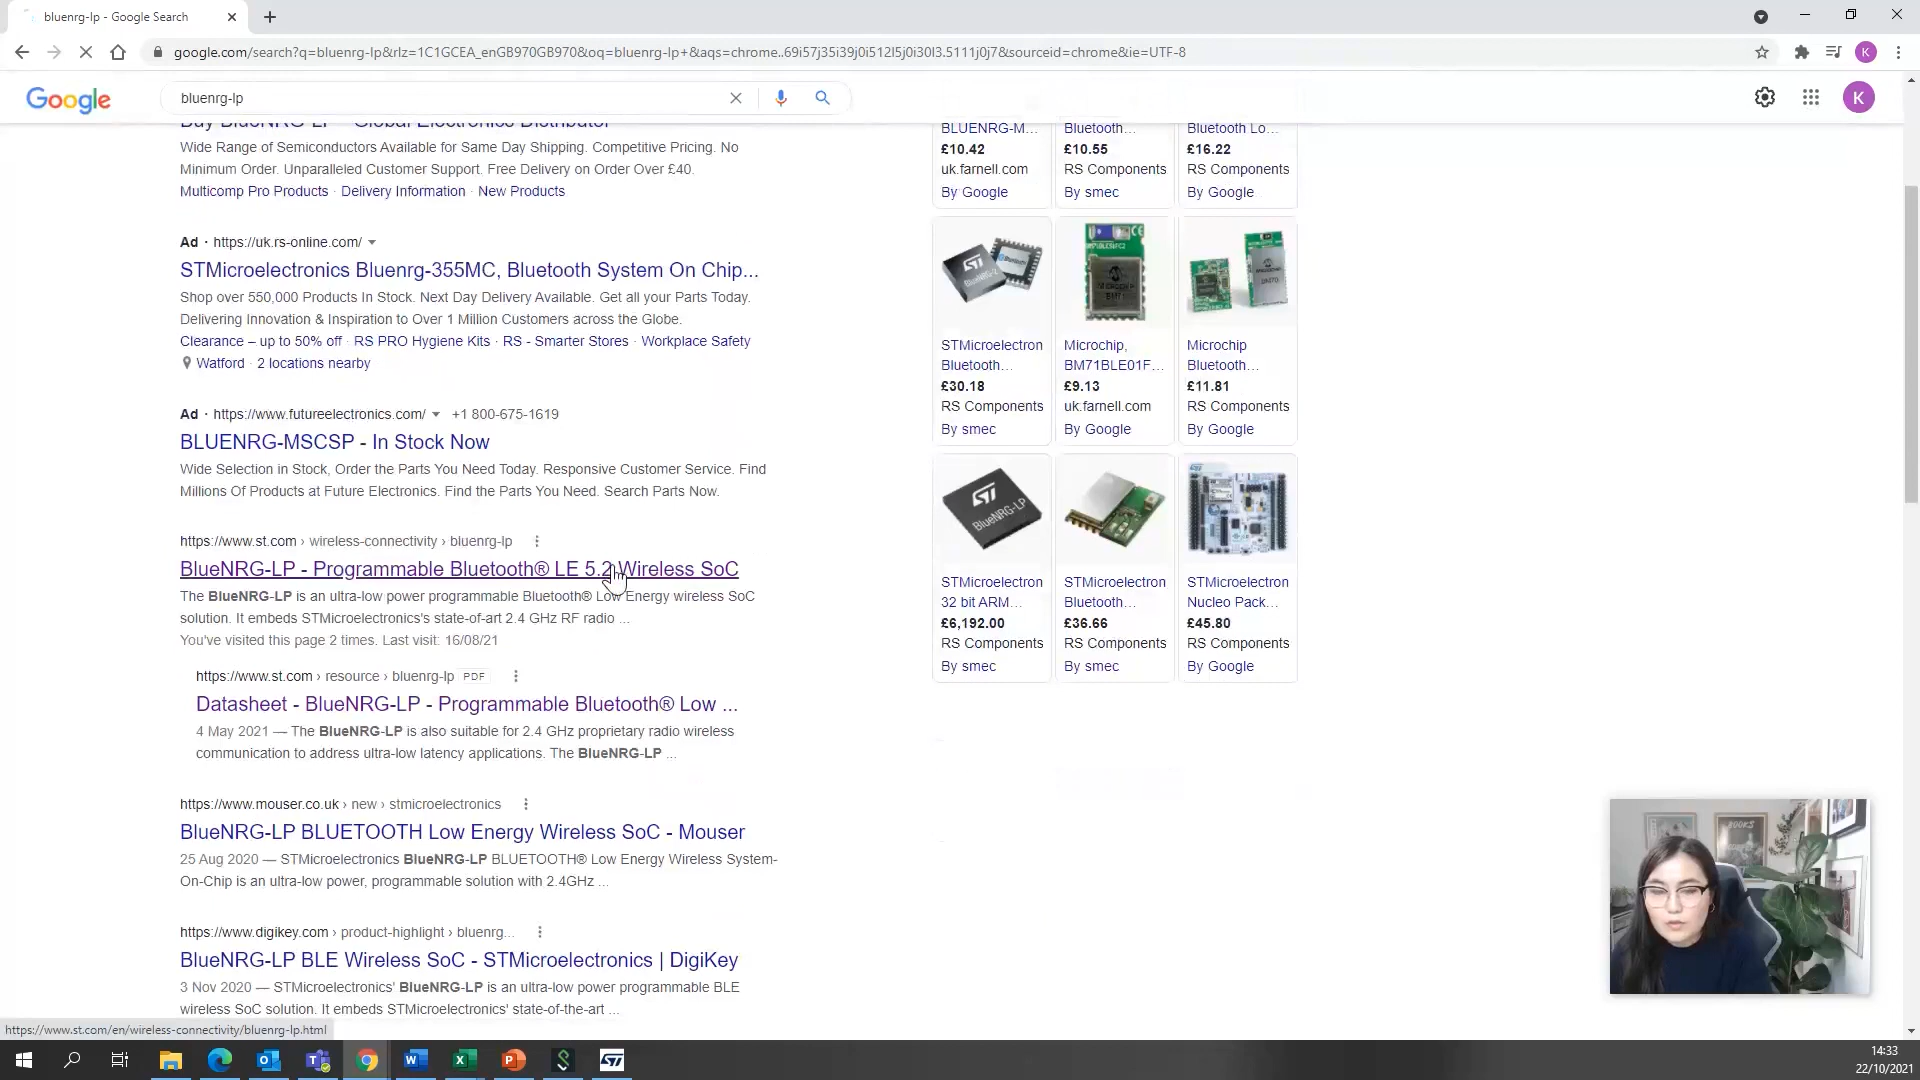 bluenrg-lp - Google Search
google.com/search?q=bluenrg-lp&rlz=1C1GCEA_enGB970GB970&oq=bluenrg-lp+&aqs=chrome..69i57j35i39j0i512l5j0i30l3.5111j0j7&sourceid=chrome&ie=UTF-8
K
Google
bluenrg-lp
K
Buy BlueNRG-LP - Global Electronics Distributor
Wide Range of Semiconductors Available for Same Day Shipping. Competitive Pricing. No
Minimum Order. Unparalleled Customer Support. Free Delivery on Order Over £40.
Multicomp Pro Products · Delivery Information · New Products
Ad · https://uk.rs-online.com/
STMicroelectronics Bluenrg-355MC, Bluetooth System On Chip...
Shop over 550,000 Products In Stock. Next Day Delivery Available. Get all your Parts Today.
Delivering Innovation & Inspiration to Over 1 Million Customers across the Globe.
Clearance – up to 50% off · RS PRO Hygiene Kits · RS - Smarter Stores · Workplace Safety
Watford · 2 locations nearby
Ad · https://www.futureelectronics.com/ +1 800-675-1619
BLUENRG-MSCSP - In Stock Now
Wide Selection in Stock, Order the Parts You Need Today. Responsive Customer Service. Find
Millions Of Products at Future Electronics. Find the Parts You Need. Search Parts Now.
https://www.st.com › wireless-connectivity › bluenrg-lp
BlueNRG-LP - Programmable Bluetooth® LE 5.2 Wireless SoC
The BlueNRG-LP is an ultra-low power programmable Bluetooth® Low Energy wireless SoC
solution. It embeds STMicroelectronics's state-of-art 2.4 GHz RF radio ...
You've visited this page 2 times. Last visit: 16/08/21
https://www.st.com › resource › bluenrg-lp PDF
Datasheet - BlueNRG-LP - Programmable Bluetooth® Low ...
4 May 2021 — The BlueNRG-LP is also suitable for 2.4 GHz proprietary radio wireless
communication to address ultra-low latency applications. The BlueNRG-LP ...
https://www.mouser.co.uk › new › stmicroelectronics
BlueNRG-LP BLUETOOTH Low Energy Wireless SoC - Mouser
25 Aug 2020 — STMicroelectronics BlueNRG-LP BLUETOOTH® Low Energy Wireless System-
On-Chip is an ultra-low power, programmable solution with 2.4GHz ...
https://www.digikey.com › product-highlight › bluenrg...
BlueNRG-LP BLE Wireless SoC - STMicroelectronics | DigiKey
3 Nov 2020 — STMicroelectronics' BlueNRG-LP is an ultra-low power programmable BLE
wireless SoC solution. It embeds STMicroelectronics' state-of-the-art ...
BLUENRG-M...
£10.42
uk.farnell.com
By Google
Bluetooth...
£10.55
RS Components
By smec
Bluetooth Lo...
£16.22
RS Components
By Google
STMicroelectron
Bluetooth...
£30.18
RS Components
By smec
Microchip,
BM71BLE01F...
£9.13
uk.farnell.com
By Google
Microchip
Bluetooth...
£11.81
RS Components
By Google
BlueNRG-LP
STMicroelectron
32 bit ARM...
£6,192.00
RS Components
By smec
STMicroelectron
Bluetooth...
£36.66
RS Components
By smec
STMicroelectron
Nucleo Pack...
£45.80
RS Components
By Google
https://www.st.com/en/wireless-connectivity/bluenrg-lp.html
14:33
22/10/2021